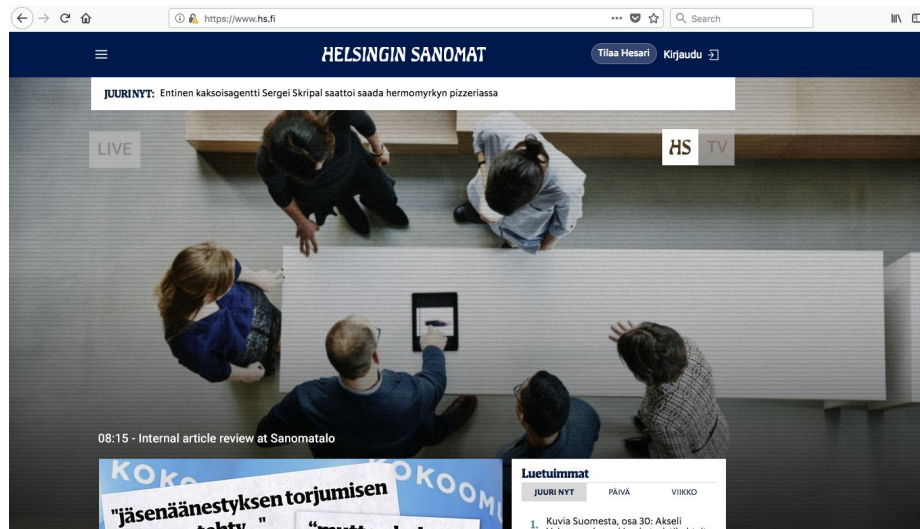 https://www.hs.fi
Search
HELSINGIN SANOMAT
Tilaa Hesari
Kirjaudu
JUURI NYT: Entinen kaksoisagentti Sergei Skripal saattoi saada hermomyrkyn pizzeriassa
LIVE
HS TV
08:15 - Internal article review at Sanomatalo
KOKO
OKOOMU
"jäsenäänestyksen torjumisen
Luetuimmat
JUURI NYT PÄIVÄ VIIKKO
1. Kuvia Suomesta, osa 30: Akseli